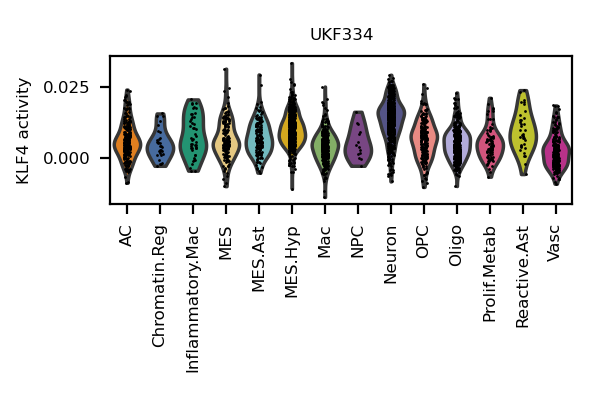 UKF334
KLF4 activity
0.025
0.000
AC
Chromatin.Reg
Inflammatory.Mac
MES
MES.Ast
MES.Hyp
Mac
NPC
Neuron
OPC
Oligo
Prolif.Metab
Reactive.Ast
Vasc